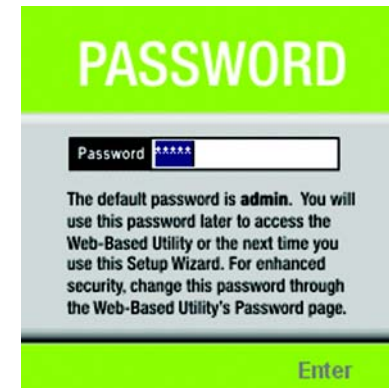 PASSWORD
Password *****
The default password is admin. You will
use this password later to access the
Web-Based Utility or the next time you
use this Setup Wizard. For enhanced
security, change this password through
the Web-Based Utility's Password page.
Enter